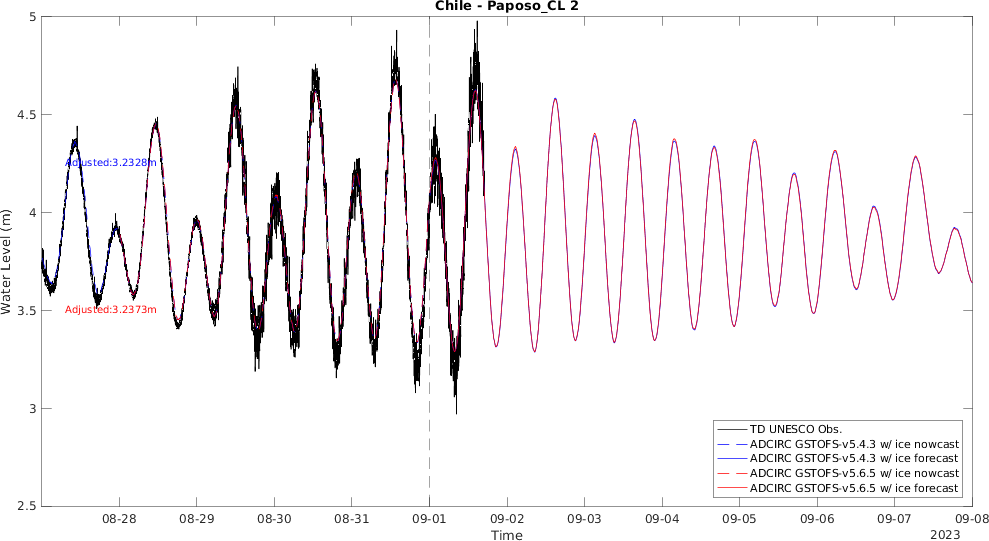 Chile - Paposo_CL 2
5
4.5
4
3.5
3
2.5
Water Level (m)
Adjusted:3.2328m
Adjusted:3.2373m
TD UNESCO Obs.
ADCIRC GSTOFS-v5.4.3 w/ ice nowcast
ADCIRC GSTOFS-v5.4.3 w/ ice forecast
ADCIRC GSTOFS-v5.6.5 w/ ice nowcast
ADCIRC GSTOFS-v5.6.5 w/ ice forecast
08-28 08-29 08-30 08-31 09-01 09-02 09-03 09-04 09-05 09-06 09-07 09-08
Time
2023